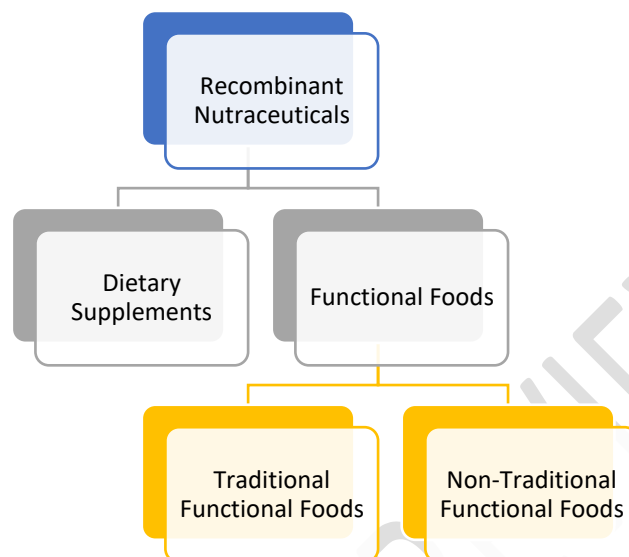 Recombinant
Nutraceuticals
Dietary
Supplements
Functional Foods
Traditional
Functional Foods
Non-Traditional
Functional Foods